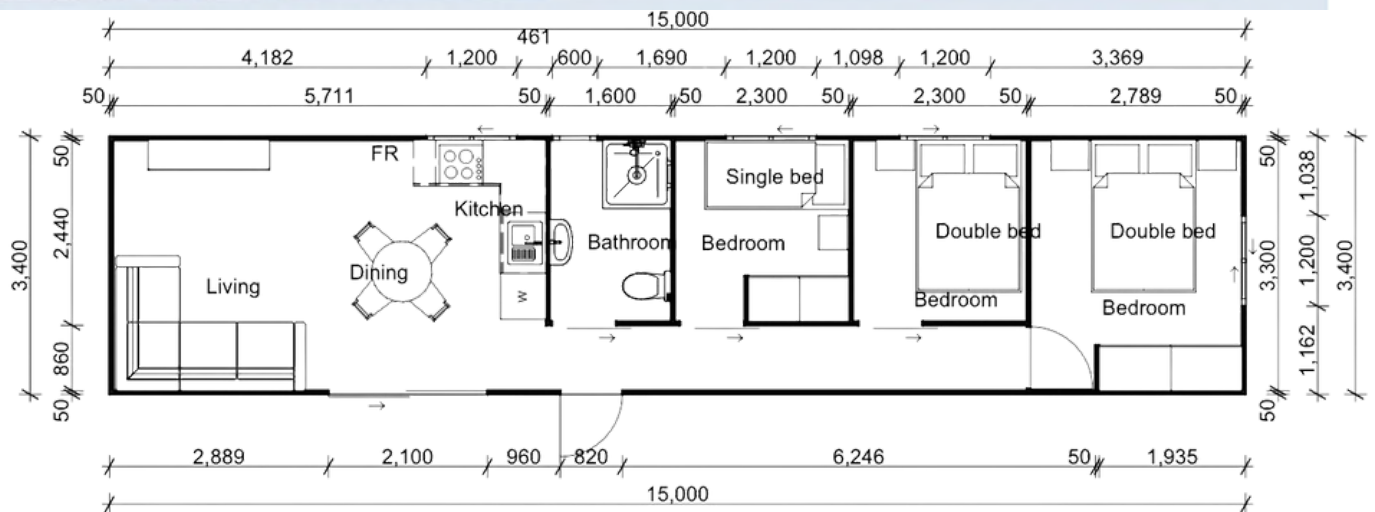 15,000
461
4,182 1,200 600 1,690 1,200 1,098 1,200 3,369
50 5,711 50 1,600 50 2,300 50 2,300 50 2,789 50
50 2,440 860 50
3,400
FR
Kitchen
Dining
Living
W
Bathroom
Single bed
Bedroom
Double bed
Bedroom
Double bed
Bedroom
50 3,300 50
1,038 1,200 1,162
3,400
2,889 2,100 960 820 6,246 50 1,935
15,000